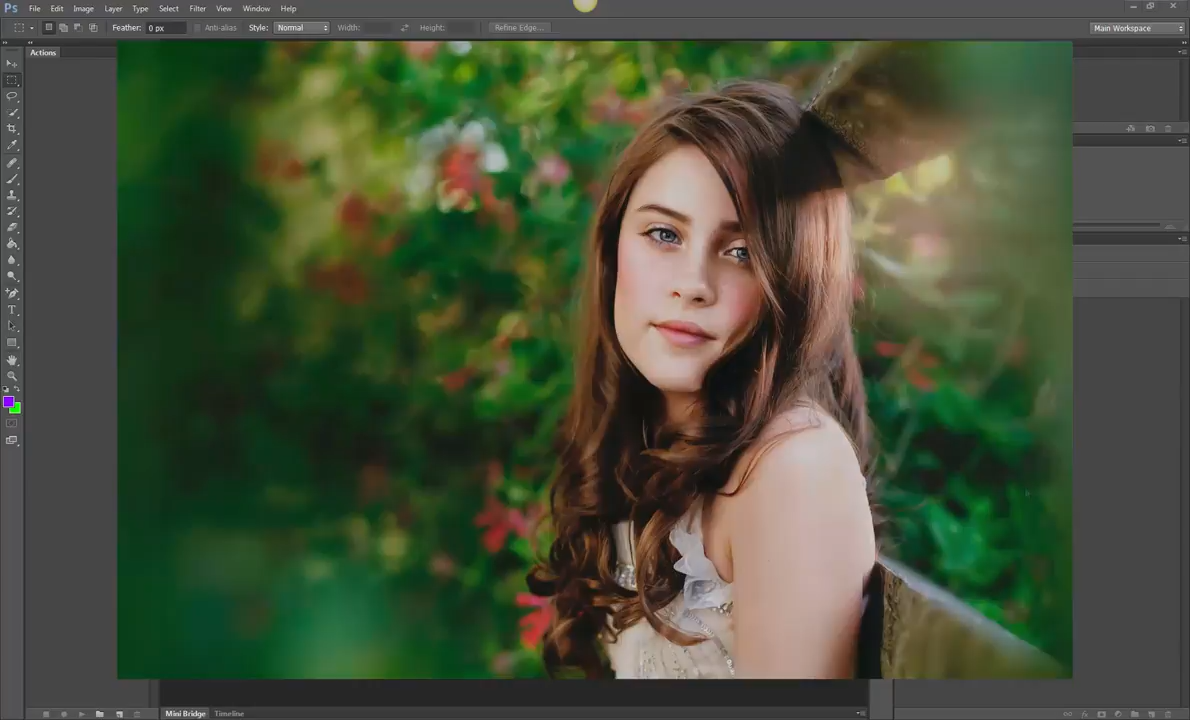 Ps File Edit Image Layer Type Select Filter View Window Help
Feather: 0 px Anti-alias Style: Normal Width: Height: Refine Edge... Main Workspace
Actions
Mini Bridge Timeline